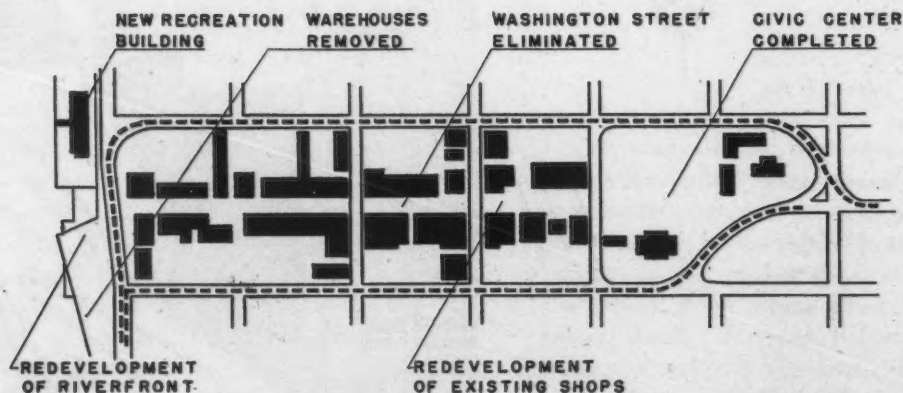 NEW RECREATION
BUILDING
WAREHOUSES
REMOVED
WASHINGTON STREET
ELIMINATED
CIVIC CENTER
COMPLETED
REDEVELOPMENT
OF RIVERFRONT.
REDEVELOPMENT
OF EXISTING SHOPS